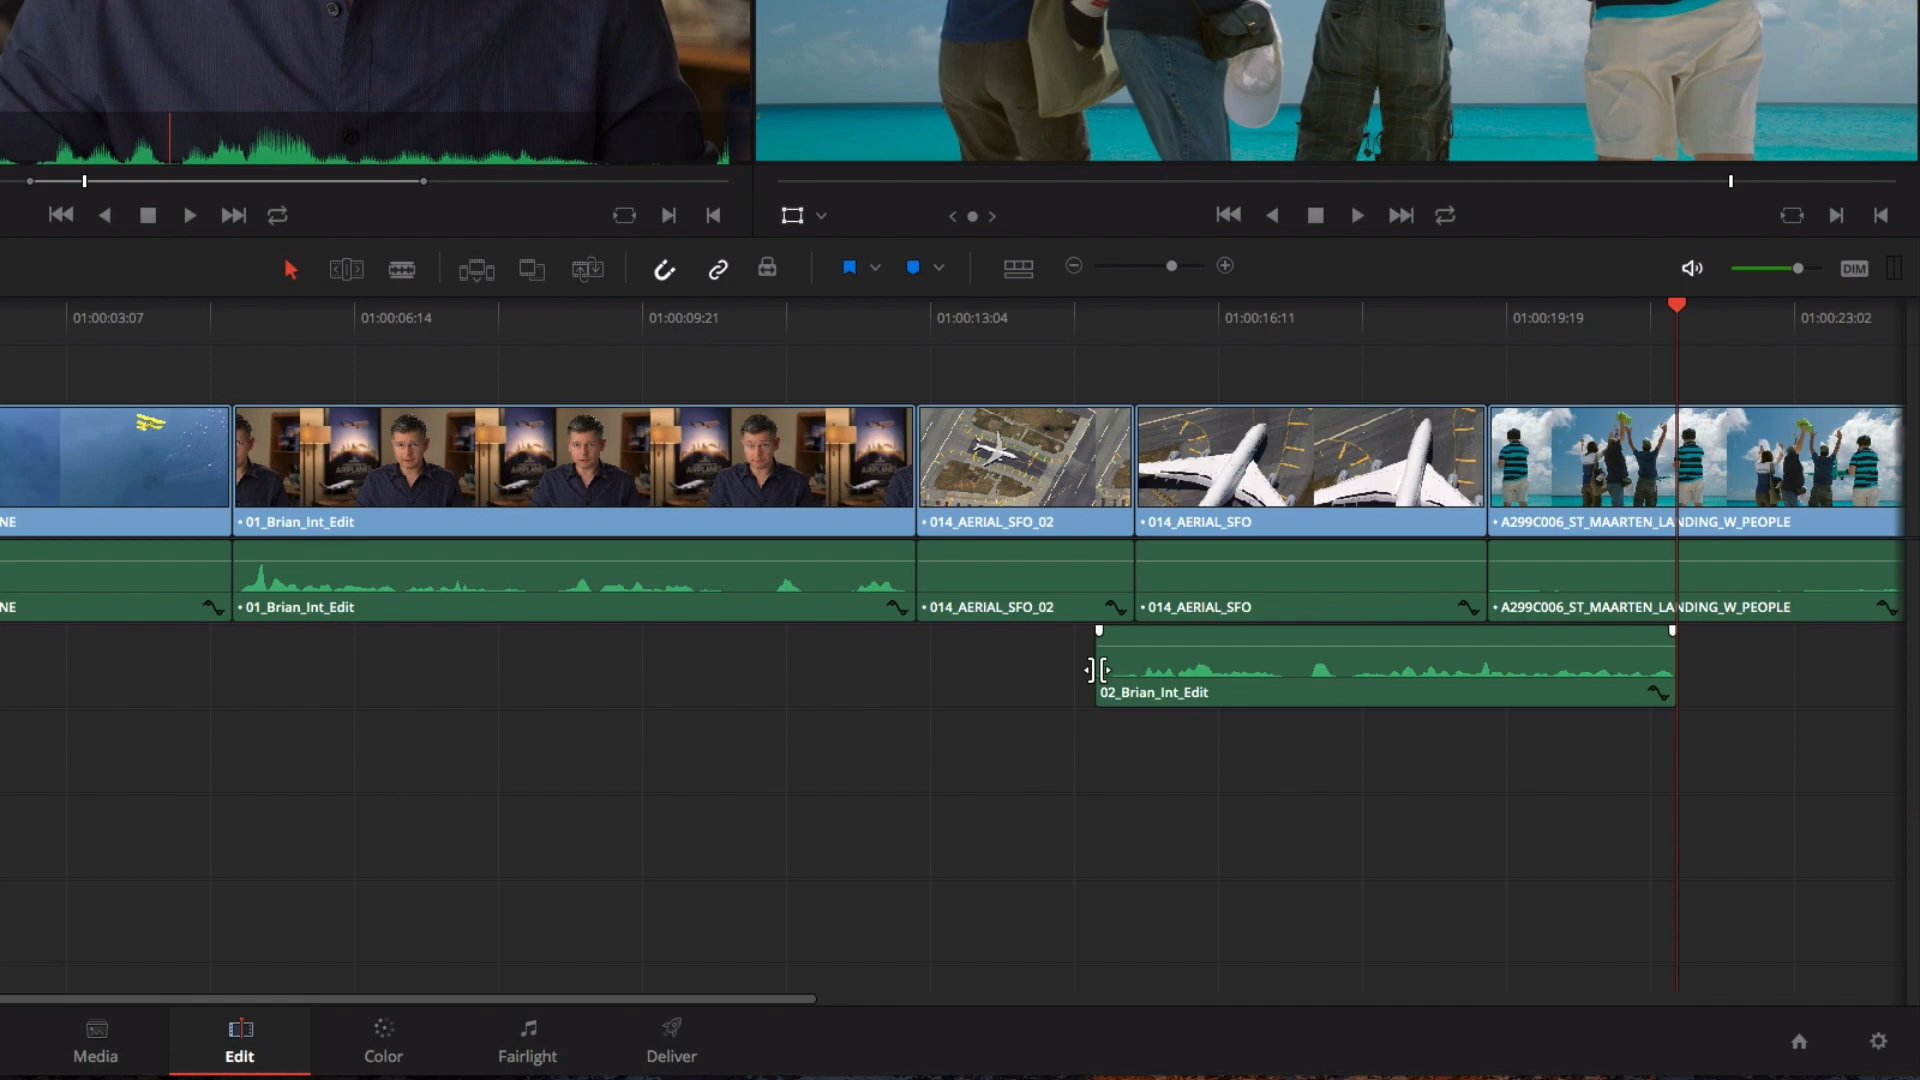 DIM
01:00:03:07
01:00:06:14
01:00:09:21
01:00:13:04
01:00:16:11
01:00:19:19
01:00:23:02
NE
• 01_Brian_Int_Edit
• 014_AERIAL_SFO_02
• 014_AERIAL_SFO
• A299C006_ST_MAARTEN_LANDING_W_PEOPLE
NE
• 01_Brian_Int_Edit
• 014_AERIAL_SFO_02
• 014_AERIAL_SFO
• A299C006_ST_MAARTEN_LANDING_W_PEOPLE
02_Brian_Int_Edit
Media
Edit
Color
Fairlight
Deliver